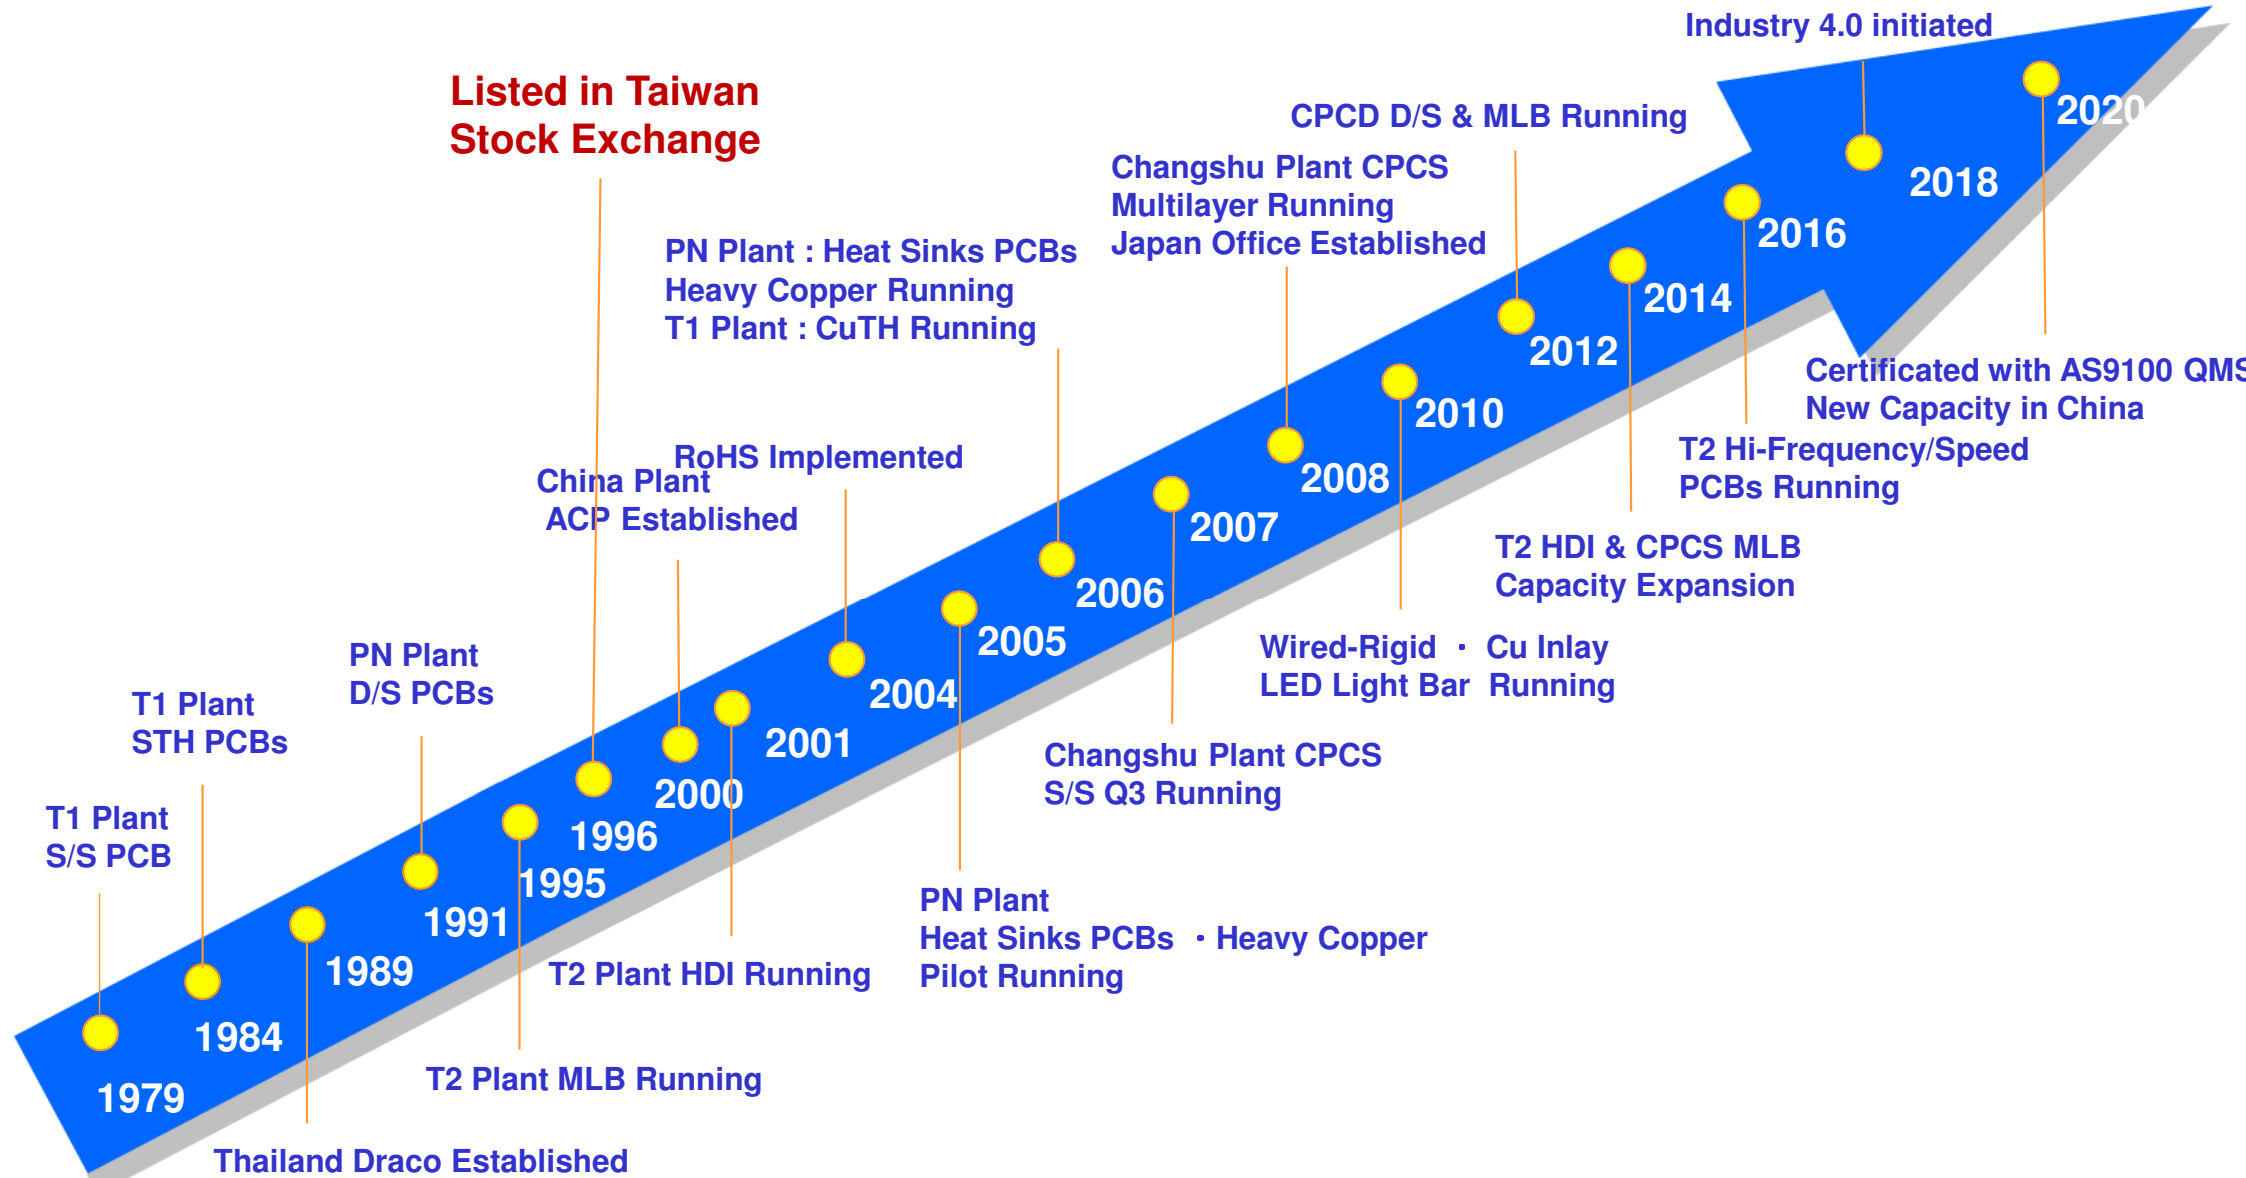 Industry 4.0 initiated
Listed in Taiwan
Stock Exchange
2020
CPCD D/S & MLB Running
Changshu Plant CPCS
Multilayer Running
Japan Office Established
2018
2016
PN Plant : Heat Sinks PCBs
Heavy Copper Running
T1 Plant : CuTH Running
2014
2012
Certificated with AS9100 QMS
New Capacity in China
2010
T2 Hi-Frequency/Speed
PCBs Running
RoHS Implemented
China Plant
ACP Established
2008
2007
T2 HDI & CPCS MLB
Capacity Expansion
2006
2005
Wired-Rigid · Cu Inlay
LED Light Bar Running
PN Plant
D/S PCBs
2004
T1 Plant
STH PCBs
2001
Changshu Plant CPCS
S/S Q3 Running
2000
T1 Plant
S/S PCB
1996
1995
PN Plant
Heat Sinks PCBs · Heavy Copper
Pilot Running
1991
1989
T2 Plant HDI Running
1984
T2 Plant MLB Running
1979
Thailand Draco Established